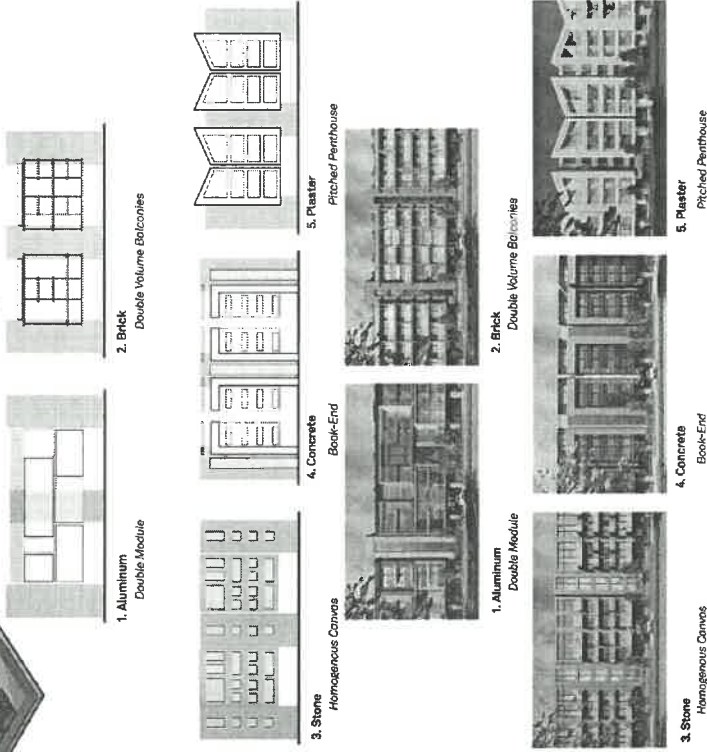 1. Aluminum
Double Module
2. Brick
Double Volume Balconies
3. Stone
Homogenous Canvas
4. Concrete
Book-End
5. Plaster
Pitched Penthouse
1. Aluminum
Double Module
2. Brick
Double Volume Balconies
3. Stone
Homogenous Canvas
4. Concrete
Book-End
5. Plaster
Pitched Penthouse